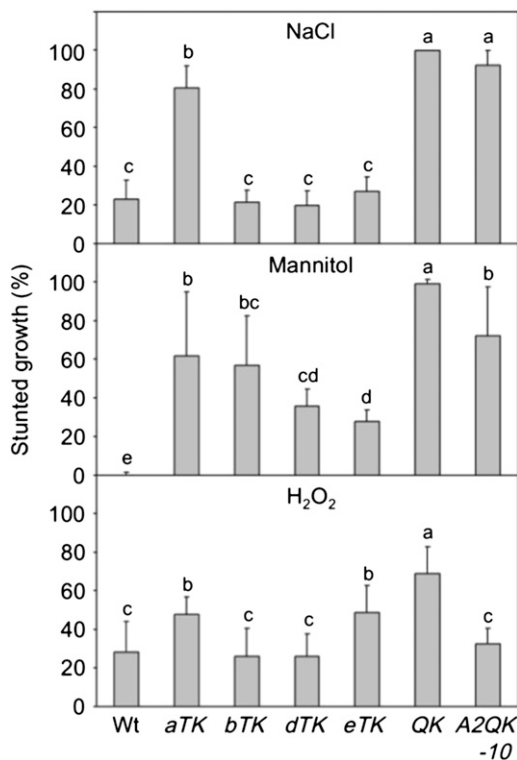 NaCl
100
80
60
40
20
0
c
b
c
c
c
a
a
Mannitol
100
80
60
40
20
0
e
b
bc
cd
d
a
b
H₂O₂
100
80
60
40
20
0
c
b
c
c
b
a
c
Stunted growth (%)
Wt aTK bTK dTK eTK QK A2QK
-10